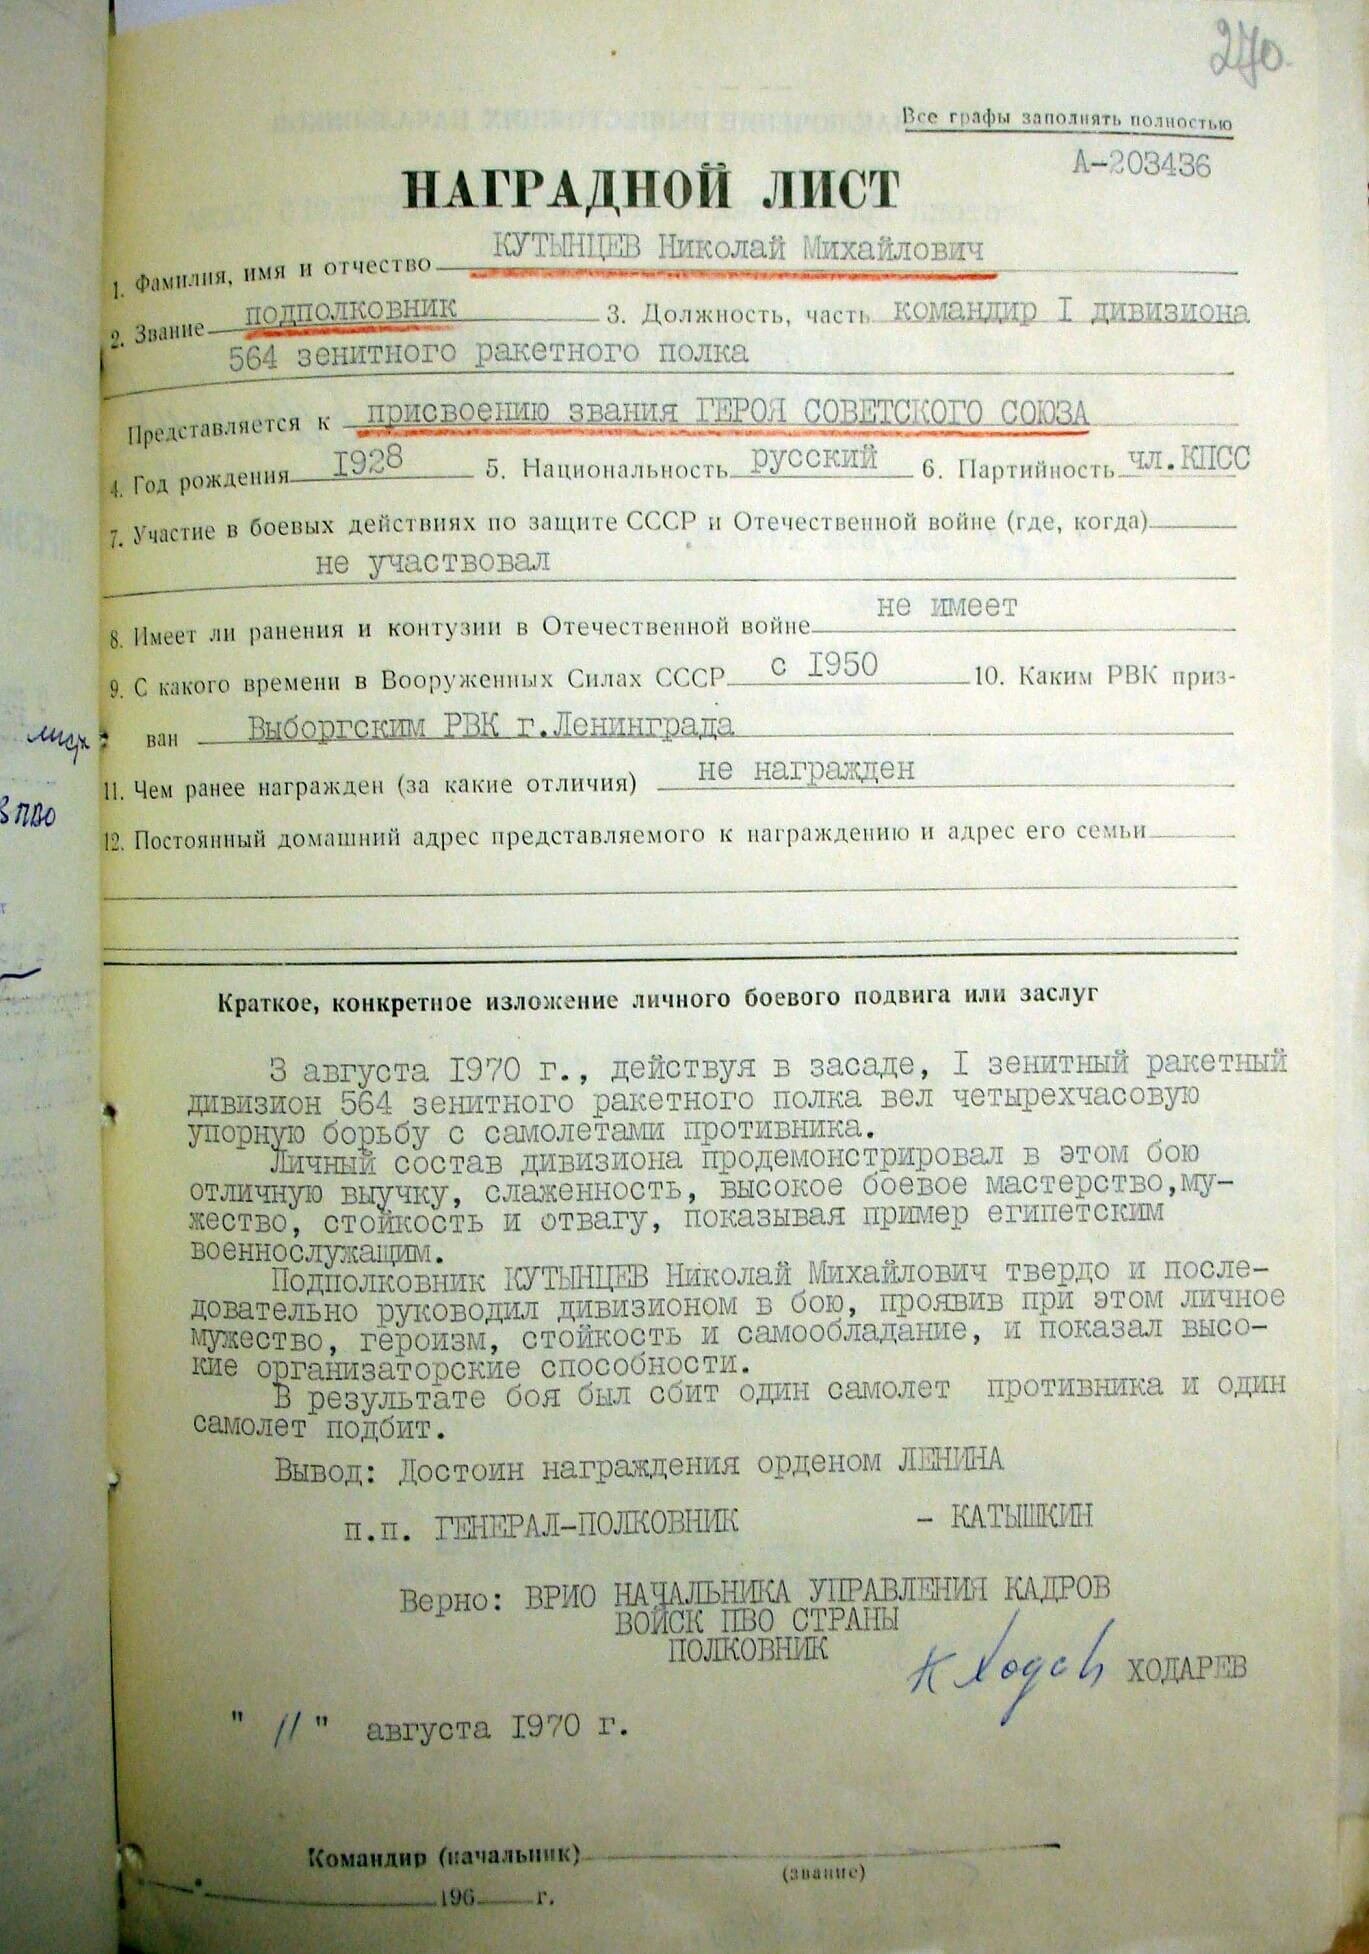 270
Все графы заполнять полностью
А-203436
НАГРАДНОЙ ЛИСТ
1. Фамилия, имя и отчество КУТЫНЦЕВ Николай Михайлович
2. Звание подполковник 3. Должность, часть командир I дивизиона
564 зенитного ракетного полка
Представляется к присвоению звания ГЕРОЯ СОВЕТСКОГО СОЮЗА
4. Год рождения 1928 5. Национальность русский 6. Партийность чл.КПСС
7. Участие в боевых действиях по защите СССР и Отечественной войне (где, когда)
не участвовал
8. Имеет ли ранения и контузии в Отечественной войне не имеет
9. С какого времени в Вооруженных Силах СССР с 1950 10. Каким РВК приз-
ван Выборгским РВК г.Ленинграда
лист
11. Чем ранее награжден (за какие отличия) не награжден
ПВО
12. Постоянный домашний адрес представляемого к награждению и адрес его семьи
Краткое, конкретное изложение личного боевого подвига или заслуг
3 августа 1970 г., действуя в засаде, I зенитный ракетный
дивизион 564 зенитного ракетного полка вел четырехчасовую
упорную борьбу с самолетами противника.
Личный состав дивизиона продемонстрировал в этом бою
отличную выучку, слаженность, высокое боевое мастерство,му-
жество, стойкость и отвагу, показывая пример египетским
военнослужащим.
Подполковник КУТЫНЦЕВ Николай Михайлович твердо и после-
довательно руководил дивизионом в бою, проявив при этом личное
мужество, героизм, стойкость и самообладание, и показал высо-
кие организаторские способности.
В результате боя был сбит один самолет противника и один
самолет подбит.
Вывод: Достоин награждения орденом ЛЕНИНА
п.п. ГЕНЕРАЛ-ПОЛКОВНИК - КАТЫШКИН
Верно: ВРИО НАЧАЛЬНИКА УПРАВЛЕНИЯ КАДРОВ
ВОЙСК ПВО СТРАНЫ
ПОЛКОВНИК
ХОДАРЕВ
" 11 " августа 1970 г.
Командир (начальник)
(звание)
196 г.